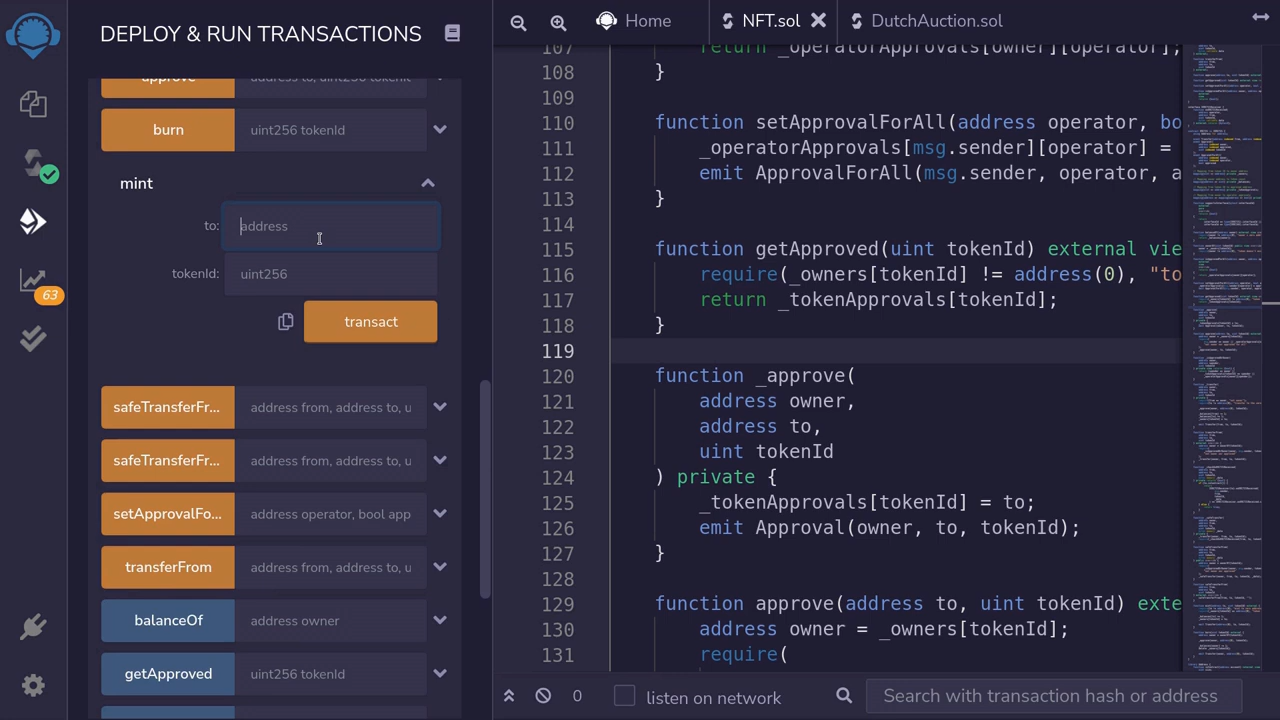 DEPLOY & RUN TRANSACTIONS
approve address to, uint256 tokenId
burn uint256 tokenId
mint
to: address
tokenId: uint256
transact
safeTransferFr... address from, address to, u
safeTransferFr... address from, address to, u
setApprovalFo... address operator, bool app
transferFrom address from, address to, u
balanceOf address owner
getApproved uint256 tokenId
63
Home
NFT.sol
DutchAuction.sol
107 return _operatorApprovals[owner][operator];
108 }
109
110 function setApprovalForAll(address operator, bo
111 _operatorApprovals[msg.sender][operator] =
112 emit ApprovalForAll(msg.sender, operator, a
113 }
114
115 function getApproved(uint tokenId) external vie
116 require(_owners[tokenId] != address(0), "to
117 return _tokenApprovals[tokenId];
118 }
119
120 function _approve(
121 address owner,
122 address to,
123 uint tokenId
124 ) private {
125 _tokenApprovals[tokenId] = to;
126 emit Approval(owner, to, tokenId);
127 }
128
129 function approve(address to, uint tokenId) exte
130 address owner = _owners[tokenId];
131 require(
0 listen on network Search with transaction hash or address